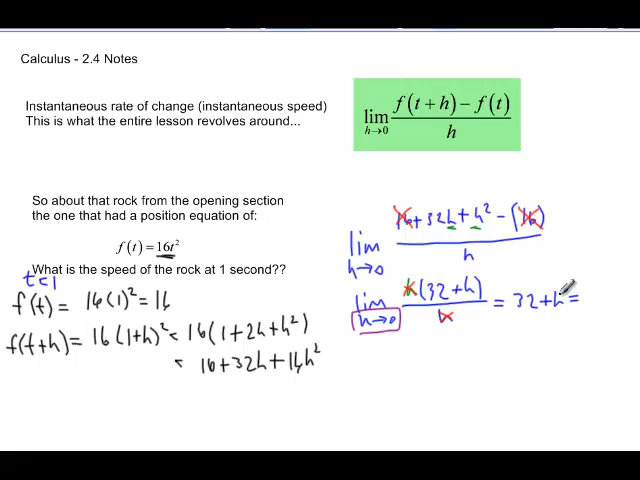 Calculus - 2.4 Notes
Instantaneous rate of change (instantaneous speed)
This is what the entire lesson revolves around...
lim h→0 (f(t + h) − f(t)) / h
So about that rock from the opening section
the one that had a position equation of:
f(t) = 16t²
What is the speed of the rock at 1 second??
t=1
f(t) = 16(1)² = 16
f(t+h) = 16(1+h)² = 16(1+2h+h²)
= 16+32h+16h²
lim h→0 (16+32h+h² −(16)) / h
lim h→0 h(32+h) / h = 32+h =